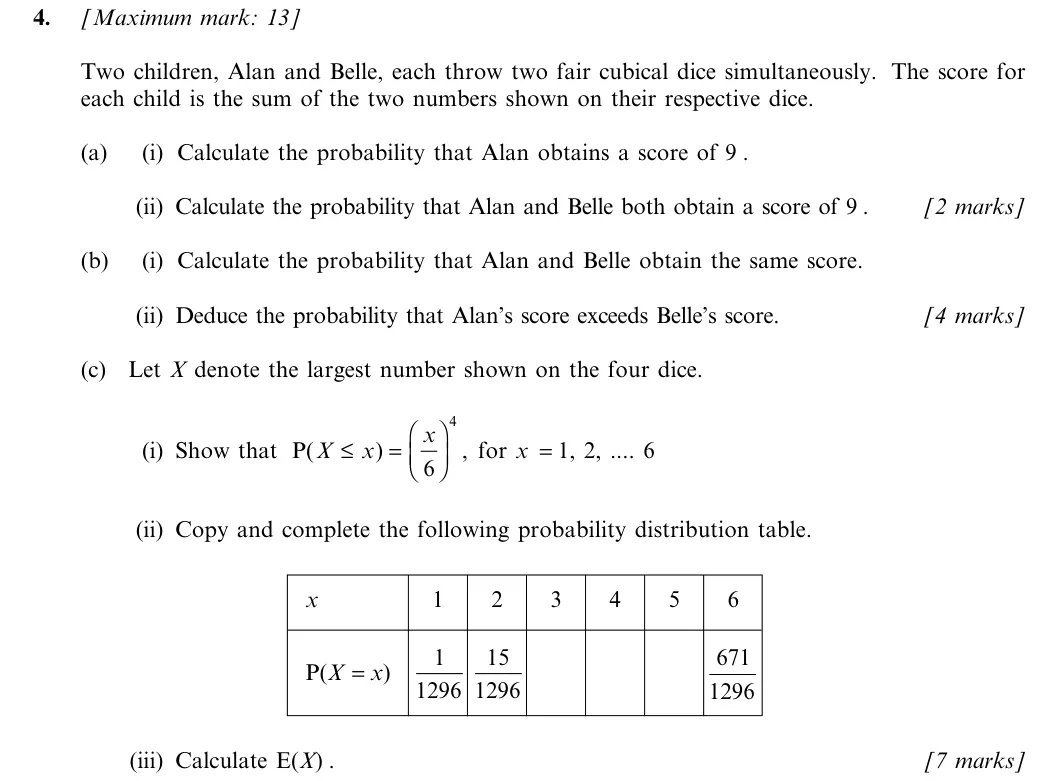 4. [Maximum mark: 13]
Two children, Alan and Belle, each throw two fair cubical dice simultaneously. The score for
each child is the sum of the two numbers shown on their respective dice.
(a) (i) Calculate the probability that Alan obtains a score of 9 .
(ii) Calculate the probability that Alan and Belle both obtain a score of 9 . [2 marks]
(b) (i) Calculate the probability that Alan and Belle obtain the same score.
(ii) Deduce the probability that Alan's score exceeds Belle's score. [4 marks]
(c) Let X denote the largest number shown on the four dice.
(i) Show that P(X ≤ x) = (x/6)^4 , for x = 1, 2, .... 6
(ii) Copy and complete the following probability distribution table.
x 1 2 3 4 5 6
P(X = x) 1/1296 15/1296 671/1296
(iii) Calculate E(X) . [7 marks]